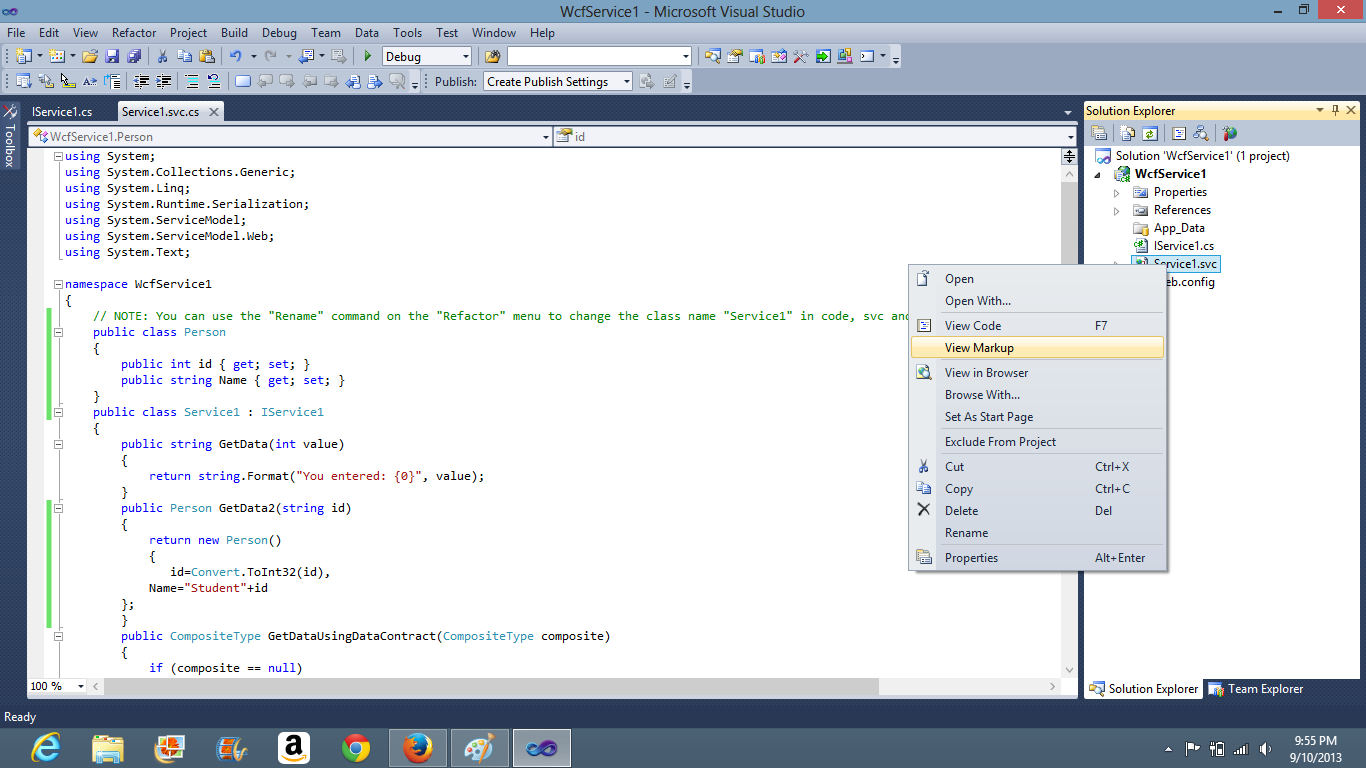 WcfService1 - Microsoft Visual Studio
File Edit View Refactor Project Build Debug Team Data Tools Test Window Help
Debug
Publish: Create Publish Settings
IService1.cs Service1.svc.cs
WcfService1.Person id
Toolbox
using System;
using System.Collections.Generic;
using System.Linq;
using System.Runtime.Serialization;
using System.ServiceModel;
using System.ServiceModel.Web;
using System.Text;
namespace WcfService1
{
// NOTE: You can use the "Rename" command on the "Refactor" menu to change the class name "Service1" in code, svc and
public class Person
{
public int id { get; set; }
public string Name { get; set; }
}
public class Service1 : IService1
{
public string GetData(int value)
{
return string.Format("You entered: {0}", value);
}
public Person GetData2(string id)
{
return new Person()
{
id=Convert.ToInt32(id),
Name="Student"+id
};
}
public CompositeType GetDataUsingDataContract(CompositeType composite)
{
if (composite == null)
100 %
Solution Explorer
Solution 'WcfService1' (1 project)
WcfService1
Properties
References
App_Data
IService1.cs
Service1.svc
eb.config
Open
Open With...
View Code F7
View Markup
View in Browser
Browse With...
Set As Start Page
Exclude From Project
Cut Ctrl+X
Copy Ctrl+C
Delete Del
Rename
Properties Alt+Enter
Solution Explorer Team Explorer
Ready
9:55 PM
9/10/2013